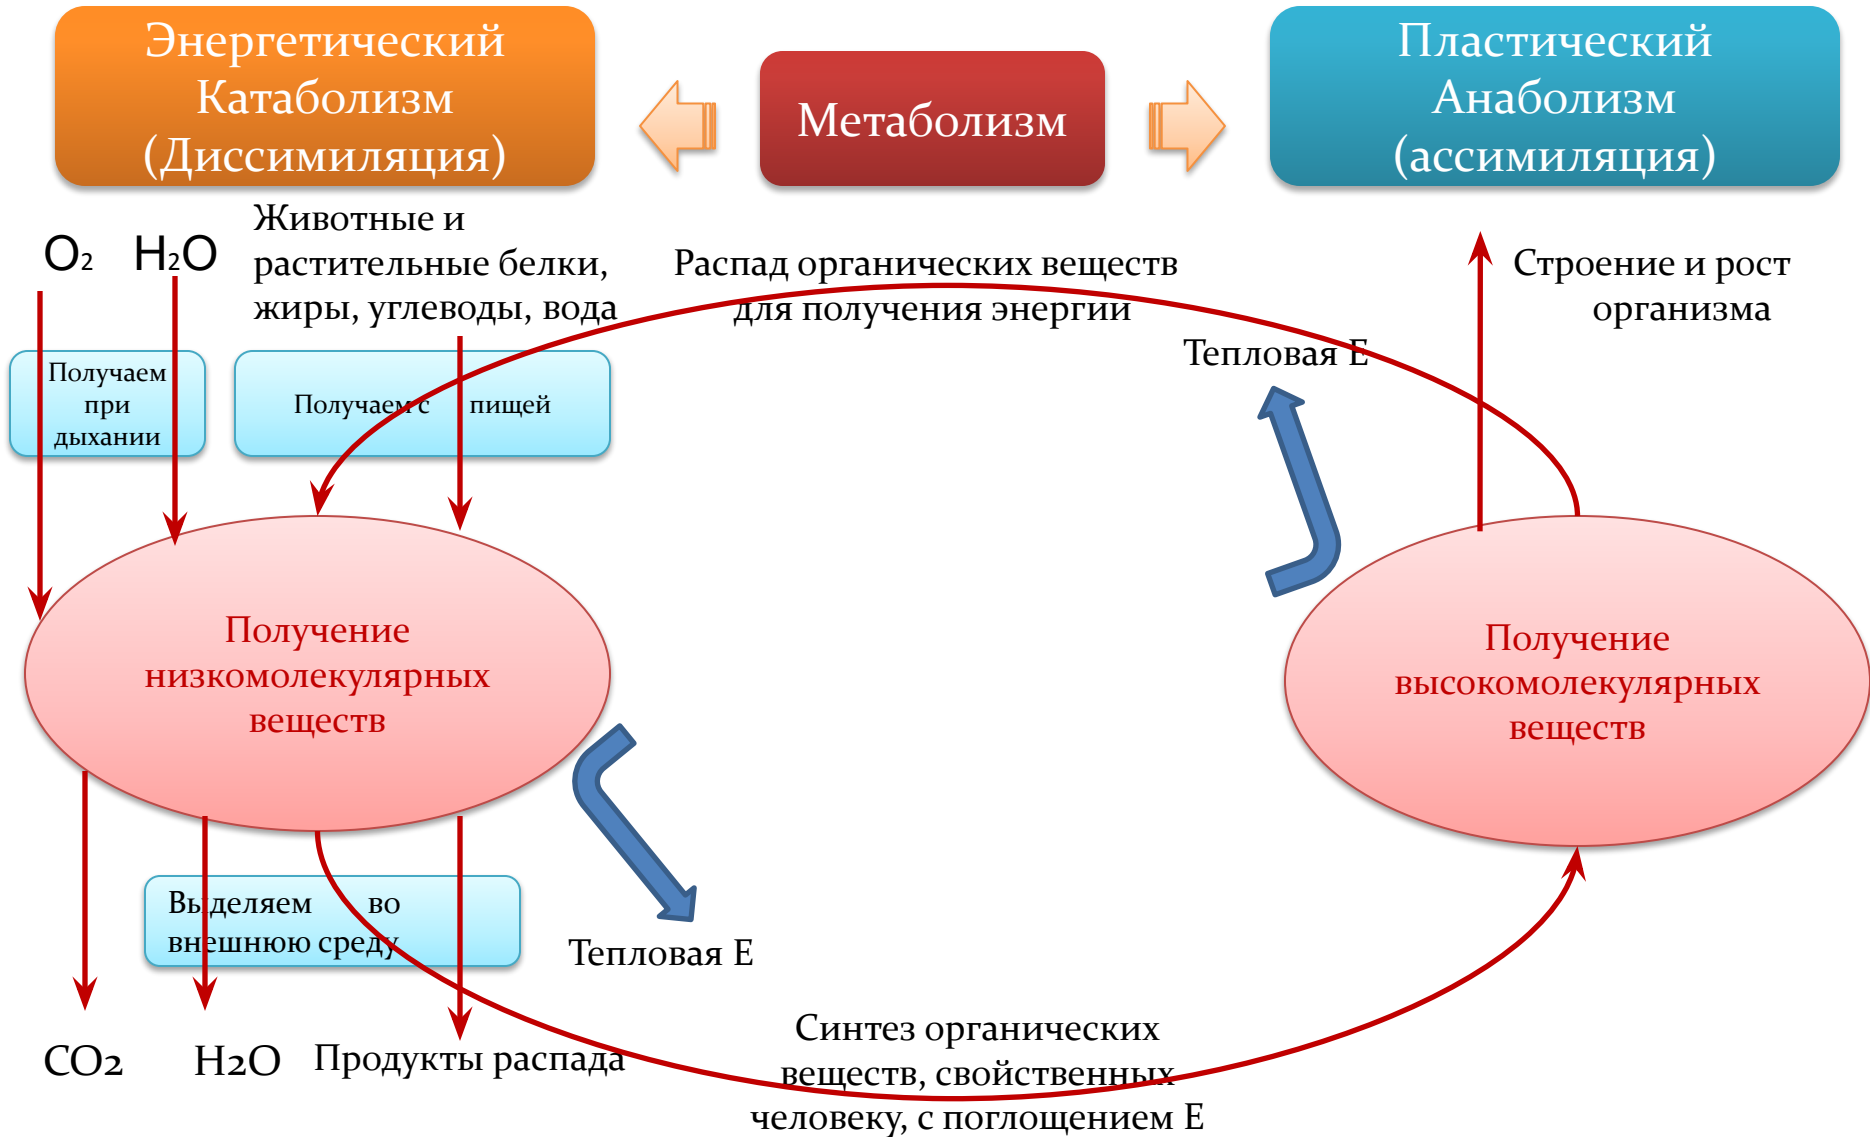 Энергетический
Катаболизм
(Диссимиляция)
Метаболизм
Пластический
Анаболизм
(ассимиляция)
O₂ H₂O
Животные и
растительные белки,
жиры, углеводы, вода
Распад органических веществ
для получения энергии
Строение и рост
организма
Тепловая Е
Получаем
при
дыхании
Получаем с пищей
Получение
низкомолекулярных
веществ
Получение
высокомолекулярных
веществ
Выделяем во
внешнюю среду
Тепловая Е
CO2 H2O Продукты распада
Синтез органических
веществ, свойственных
человеку, с поглощением Е